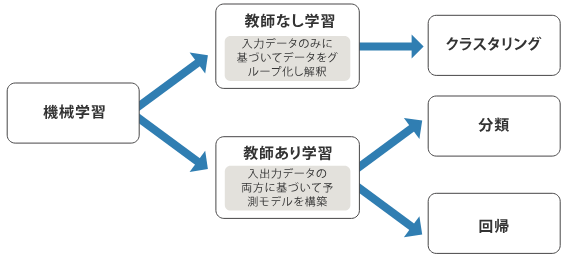 機械学習
教師なし学習
入力データのみに
基づいてデータをグ
ループ化し解釈
クラスタリング
教師あり学習
入出力データの
両方に基づいて予
測モデルを構築
分類
回帰